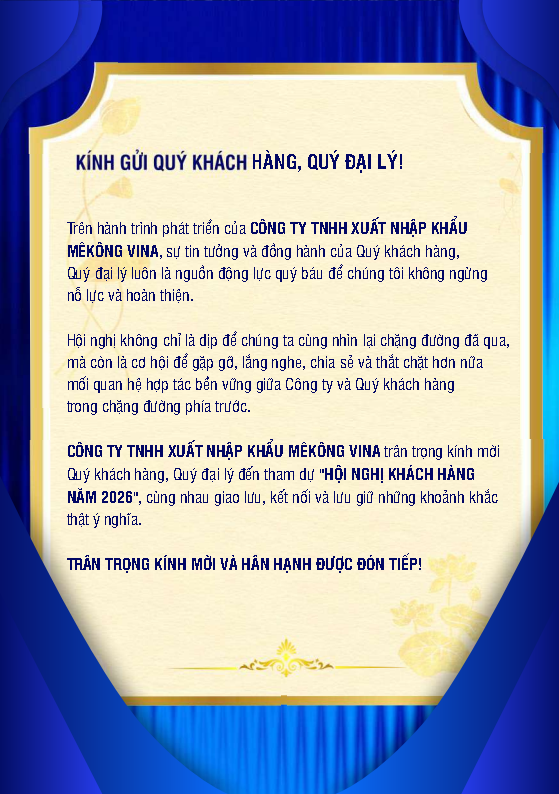 KÍNH GỬI QUÝ KHÁCH HÀNG, QUÝ ĐẠI LÝ!
Trên hành trình phát triển của CÔNG TY TNHH XUẤT NHẬP KHẨU
MÊKÔNG VINA, sự tin tưởng và đồng hành của Quý khách hàng,
Quý đại lý luôn là nguồn động lực quý báu để chúng tôi không ngừng
nỗ lực và hoàn thiện.
Hội nghị không chỉ là dịp để chúng ta cùng nhìn lại chặng đường đã qua,
mà còn là cơ hội để gặp gỡ, lắng nghe, chia sẻ và thắt chặt hơn nữa
mối quan hệ hợp tác bền vững giữa Công ty và Quý khách hàng
trong chặng đường phía trước.
CÔNG TY TNHH XUẤT NHẬP KHẨU MÊKÔNG VINA trân trọng kính mời
Quý khách hàng, Quý đại lý đến tham dự "HỘI NGHỊ KHÁCH HÀNG
NĂM 2026", cùng nhau giao lưu, kết nối và lưu giữ những khoảnh khắc
thật ý nghĩa.
TRÂN TRỌNG KÍNH MỜI VÀ HÂN HẠNH ĐƯỢC ĐÓN TIẾP!